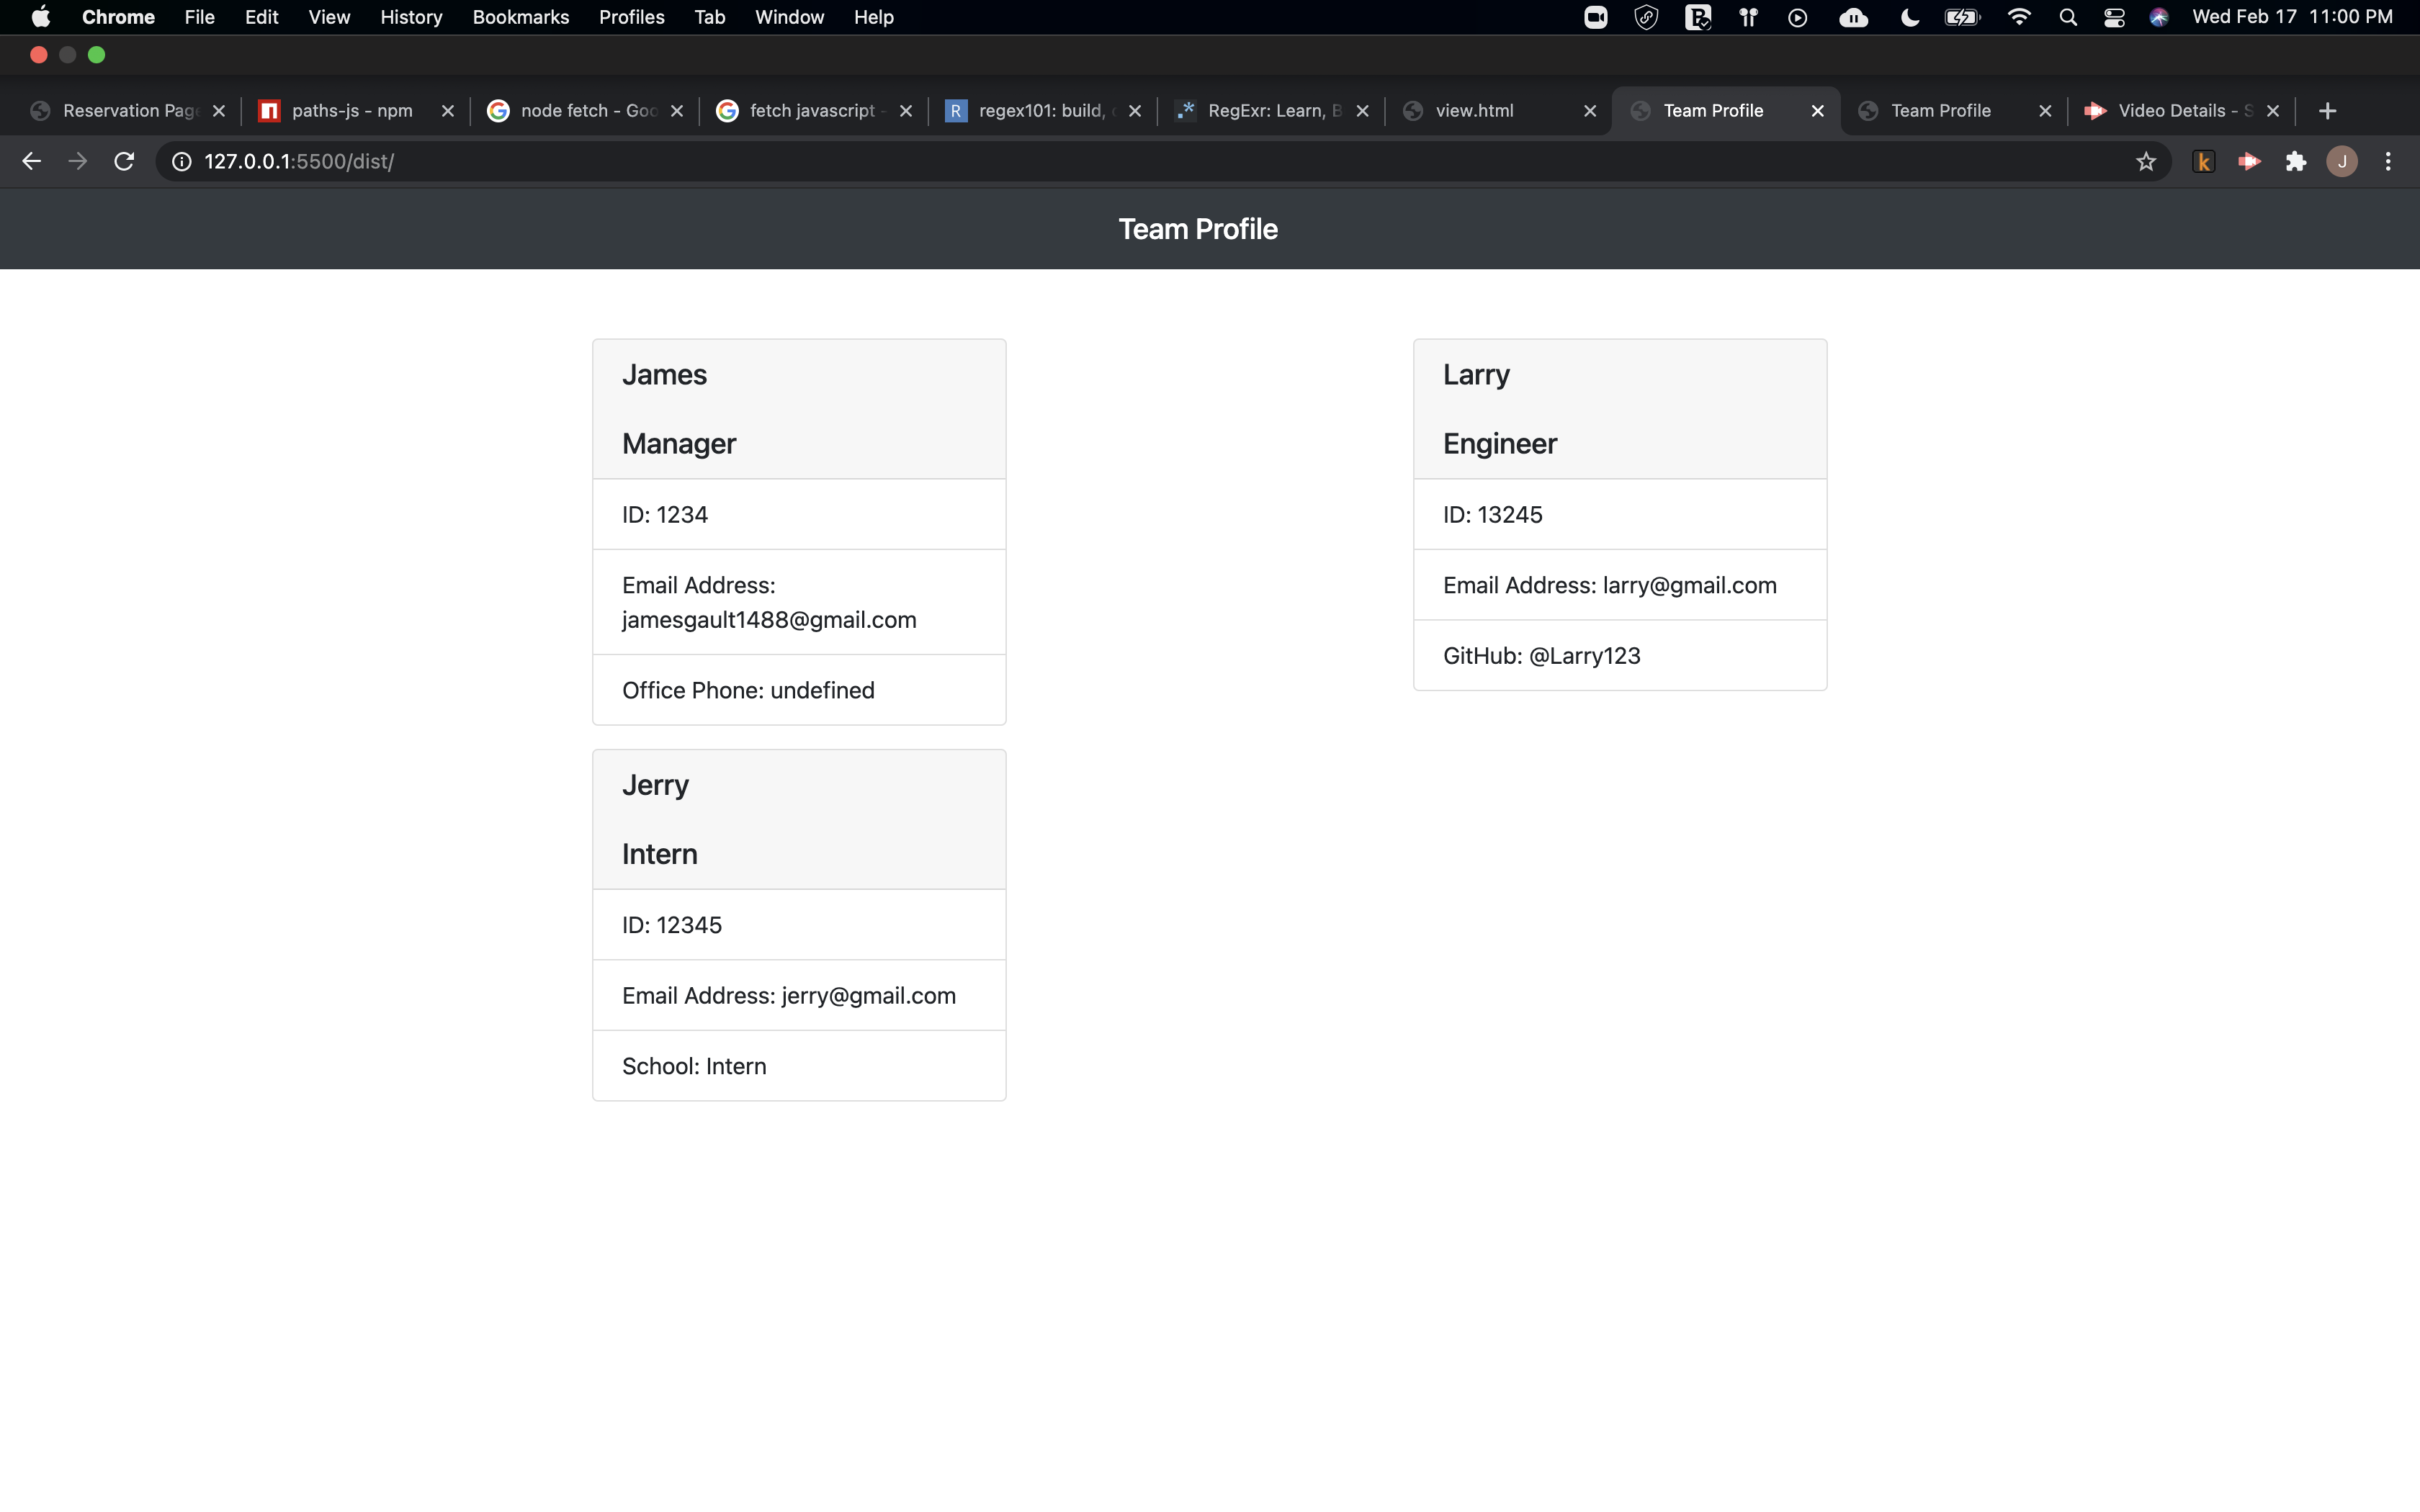 Chrome File Edit View History Bookmarks Profiles Tab Window Help Wed Feb 17 11:00 PM
Reservation Page paths-js - npm node fetch - Goo fetch javascript - regex101: build, RegExr: Learn, B view.html Team Profile Team Profile Video Details - S
127.0.0.1:5500/dist/ k J
Team Profile
James
Manager
ID: 1234
Email Address:
jamesgault1488@gmail.com
Office Phone: undefined
Larry
Engineer
ID: 13245
Email Address: larry@gmail.com
GitHub: @Larry123
Jerry
Intern
ID: 12345
Email Address: jerry@gmail.com
School: Intern